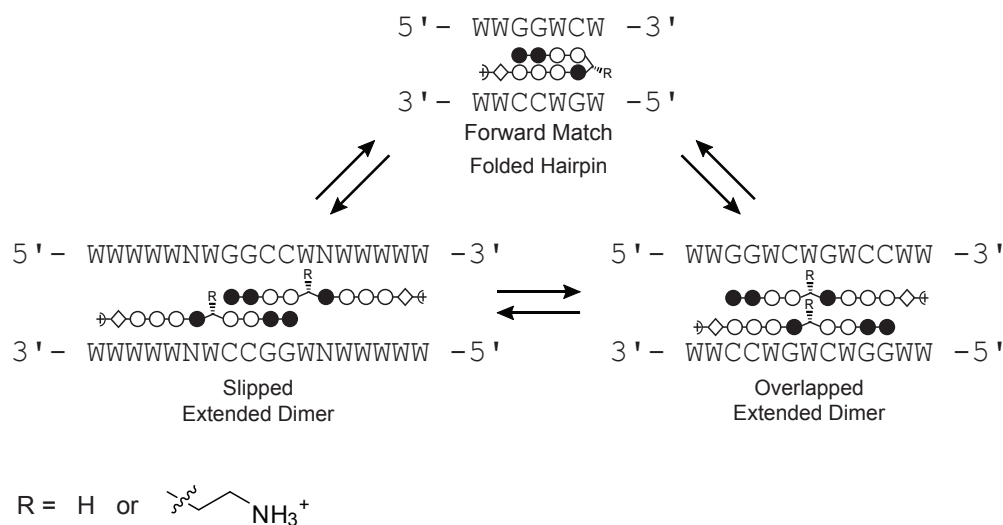 5'- WWGGWCW -3'
R
3'- WWCCWGW -5'
Forward Match
Folded Hairpin
5'- WWWWWNWGGCCWNWWWWW -3'
R
R
3'- WWWWWNWCCGGWNWWWWW -5'
Slipped
Extended Dimer
5'- WWGGWCWGWCCWW -3'
R
R
3'- WWCCWGWCWGGWW -5'
Overlapped
Extended Dimer
R = H or NH3+